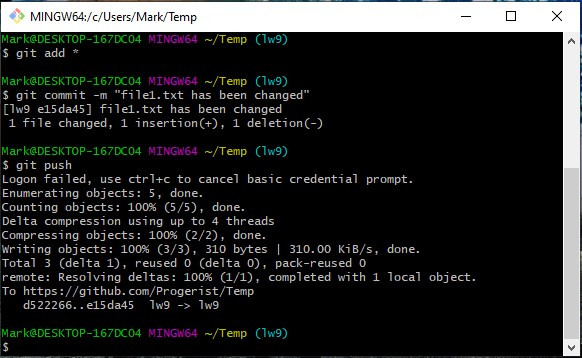 MINGW64:/c/Users/Mark/Temp
Mark@DESKTOP-167DCO4 MINGW64 ~/Temp (lw9)
$ git add *
Mark@DESKTOP-167DCO4 MINGW64 ~/Temp (lw9)
$ git commit -m "file1.txt has been changed"
[lw9 e15da45] file1.txt has been changed
1 file changed, 1 insertion(+), 1 deletion(-)
Mark@DESKTOP-167DCO4 MINGW64 ~/Temp (lw9)
$ git push
Logon failed, use ctrl+c to cancel basic credential prompt.
Enumerating objects: 5, done.
Counting objects: 100% (5/5), done.
Delta compression using up to 4 threads
Compressing objects: 100% (2/2), done.
Writing objects: 100% (3/3), 310 bytes | 310.00 KiB/s, done.
Total 3 (delta 1), reused 0 (delta 0), pack-reused 0
remote: Resolving deltas: 100% (1/1), completed with 1 local object.
To https://github.com/Progerist/Temp
d522266..e15da45 lw9 -> lw9
Mark@DESKTOP-167DCO4 MINGW64 ~/Temp (lw9)
$